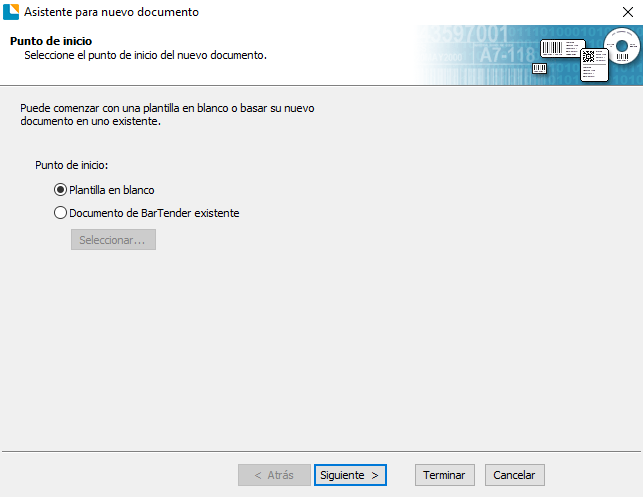 Asistente para nuevo documento
Punto de inicio
Seleccione el punto de inicio del nuevo documento.
3597001
A7-118
Puede comenzar con una plantilla en blanco o basar su nuevo
documento en uno existente.
Punto de inicio:
Plantilla en blanco
Documento de BarTender existente
Seleccionar...
< Atrás
Siguiente >
Terminar
Cancelar